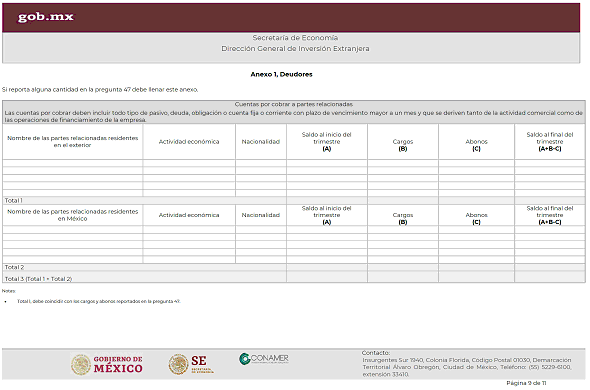 gob.mx
Secretaría de Economía
Dirección General de Inversión Extranjera
Anexo 1, Deudores
Si reporta alguna cantidad en la pregunta 47 debe llenar este anexo.
Cuentas por cobrar a partes relacionadas
Las cuentas por cobrar deben incluir todo tipo de pasivo, deuda, obligación o cuenta fija o corriente con plazo de vencimiento mayor a un mes y que se deriven tanto de la actividad comercial como de
las operaciones de financiamiento de la empresa.
Nombre de las partes relacionadas residentes
en el exterior
Actividad económica
Nacionalidad
Saldo al inicio del
trimestre
(A)
Cargos
(B)
Abonos
(C)
Saldo al final del
trimestre
(A+B-C)
Total 1
Nombre de las partes relacionadas residentes
en México
Actividad económica
Nacionalidad
Saldo al inicio del
trimestre
(A)
Cargos
(B)
Abonos
(C)
Saldo al final del
trimestre
(A+B-C)
Total 2
Total 3 (Total 1 + Total 2)
Notas:
• Total 1, debe coincidir con los cargos y abonos reportados en la pregunta 47.
GOBIERNO DE
MÉXICO
SE
SECRETARÍA
DE ECONOMÍA
CONAMER
Contacto:
Insurgentes Sur 1940, Colonia Florida, Código Postal 01030, Demarcación
Territorial Álvaro Obregón, Ciudad de México, Teléfono: (55) 5229-6100,
extensión 33410.
Página 9 de 11